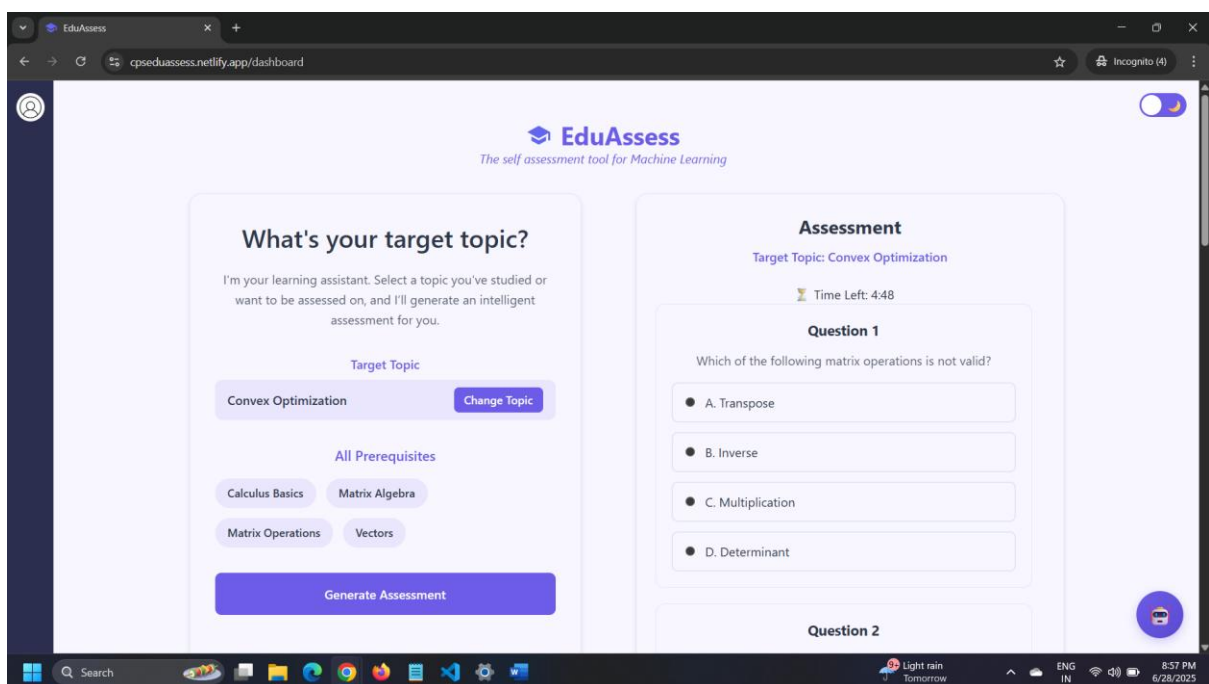 EduAssess
cpseduassess.netlify.app/dashboard
Incognito (4)
EduAssess
The self assessment tool for Machine Learning
What's your target topic?
I'm your learning assistant. Select a topic you've studied or
want to be assessed on, and I'll generate an intelligent
assessment for you.
Target Topic
Convex Optimization
Change Topic
All Prerequisites
Calculus Basics
Matrix Algebra
Matrix Operations
Vectors
Generate Assessment
Assessment
Target Topic: Convex Optimization
Time Left: 4:48
Question 1
Which of the following matrix operations is not valid?
A. Transpose
B. Inverse
C. Multiplication
D. Determinant
Question 2
Search
9+
Light rain
Tomorrow
ENG
IN
8:57 PM
6/28/2025